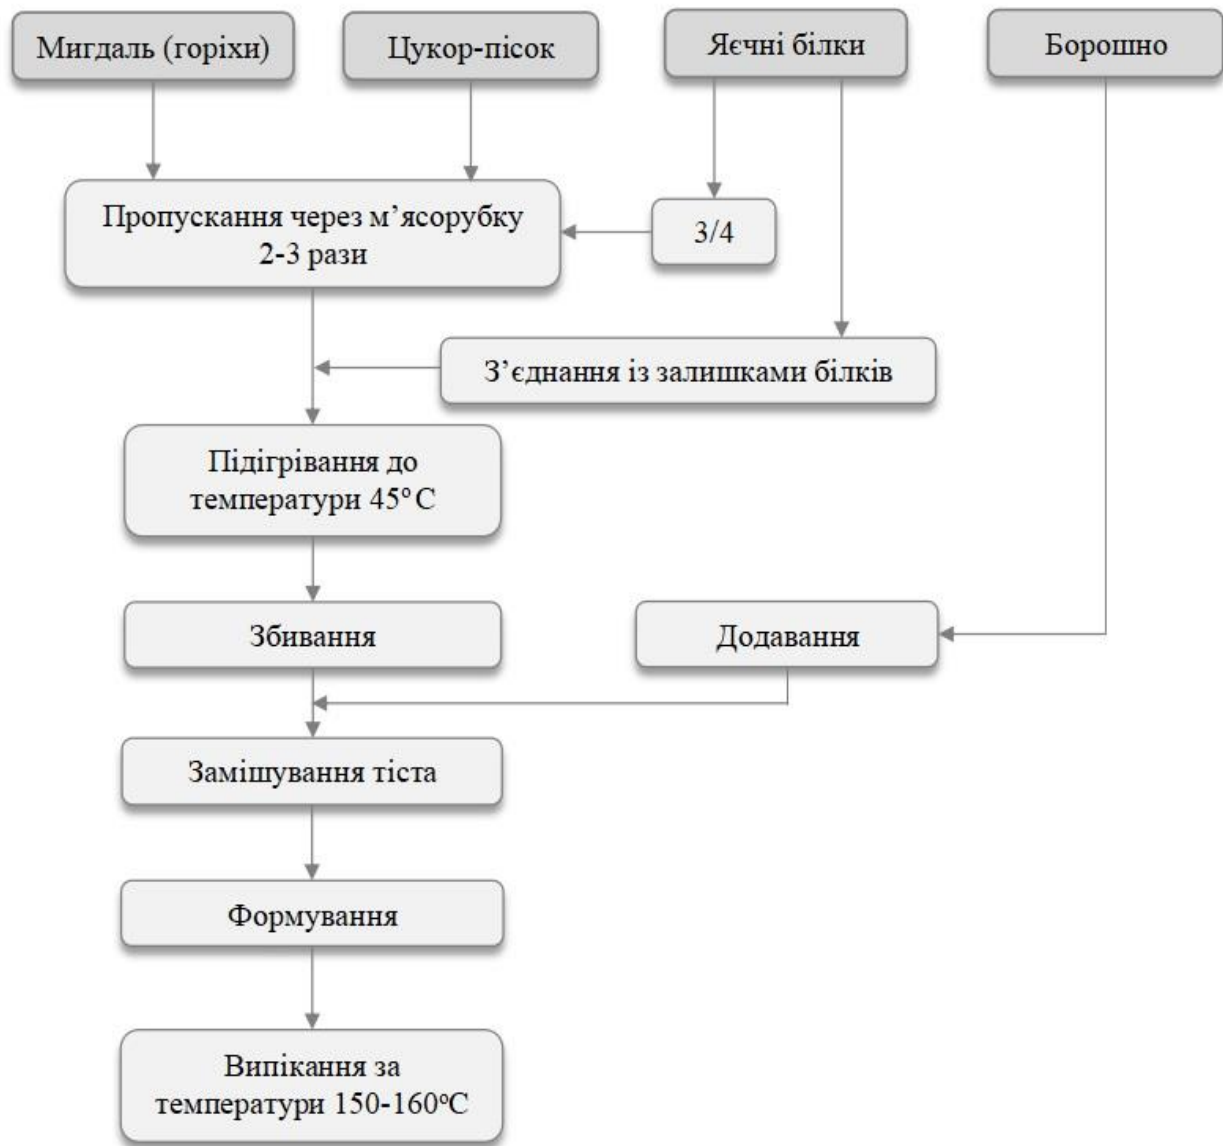 Мигдаль (горіхи)
Цукор-пісок
Яєчні білки
Борошно
Пропускання через м’ясорубку
2-3 рази
3/4
З’єднання із залишками білків
Підігрівання до
температури 45°С
Збивання
Додавання
Замішування тіста
Формування
Випікання за
температури 150-160°С